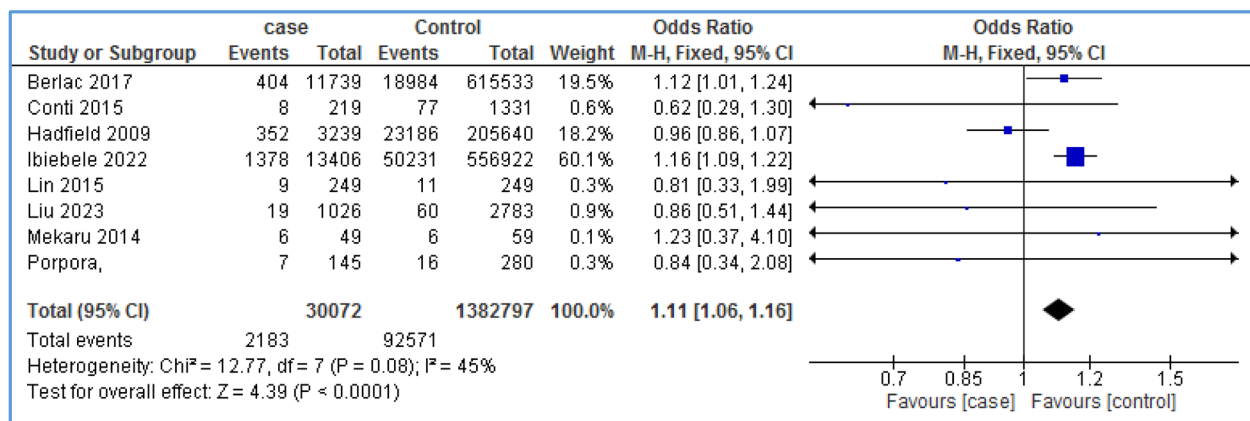 case Control Odds Ratio Odds Ratio
Study or Subgroup Events Total Events Total Weight M-H, Fixed, 95% CI M-H, Fixed, 95% CI
Berlac 2017 404 11739 18984 615533 19.5% 1.12 [1.01, 1.24]
Conti 2015 8 219 77 1331 0.6% 0.62 [0.29, 1.30]
Hadfield 2009 352 3239 23186 205640 18.2% 0.96 [0.86, 1.07]
Ibiebele 2022 1378 13406 50231 556922 60.1% 1.16 [1.09, 1.22]
Lin 2015 9 249 11 249 0.3% 0.81 [0.33, 1.99]
Liu 2023 19 1026 60 2783 0.9% 0.86 [0.51, 1.44]
Mekaru 2014 6 49 6 59 0.1% 1.23 [0.37, 4.10]
Porpora, 7 145 16 280 0.3% 0.84 [0.34, 2.08]
Total (95% CI) 30072 1382797 100.0% 1.11 [1.06, 1.16]
Total events 2183 92571
Heterogeneity: Chi² = 12.77, df = 7 (P = 0.08); I² = 45%
Test for overall effect: Z = 4.39 (P < 0.0001)
0.7 0.85 1 1.2 1.5
Favours [case] Favours [control]